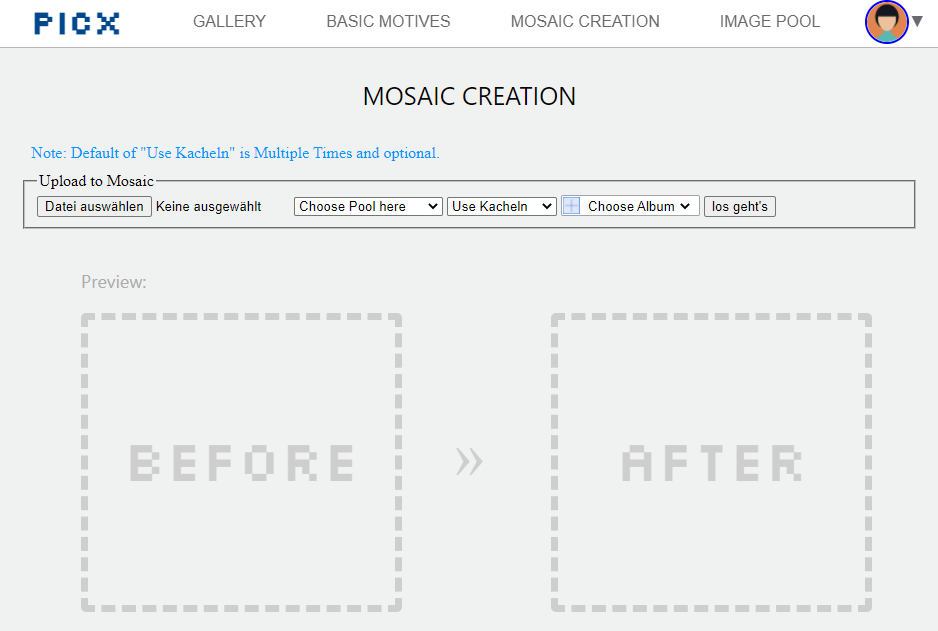 PICX GALLERY BASIC MOTIVES MOSAIC CREATION IMAGE POOL ▼
MOSAIC CREATION
Note: Default of "Use Kacheln" is Multiple Times and optional.
Upload to Mosaic
Datei auswählen Keine ausgewählt Choose Pool here Use Kacheln Choose Album los geht's
Preview:
BEFORE » AFTER